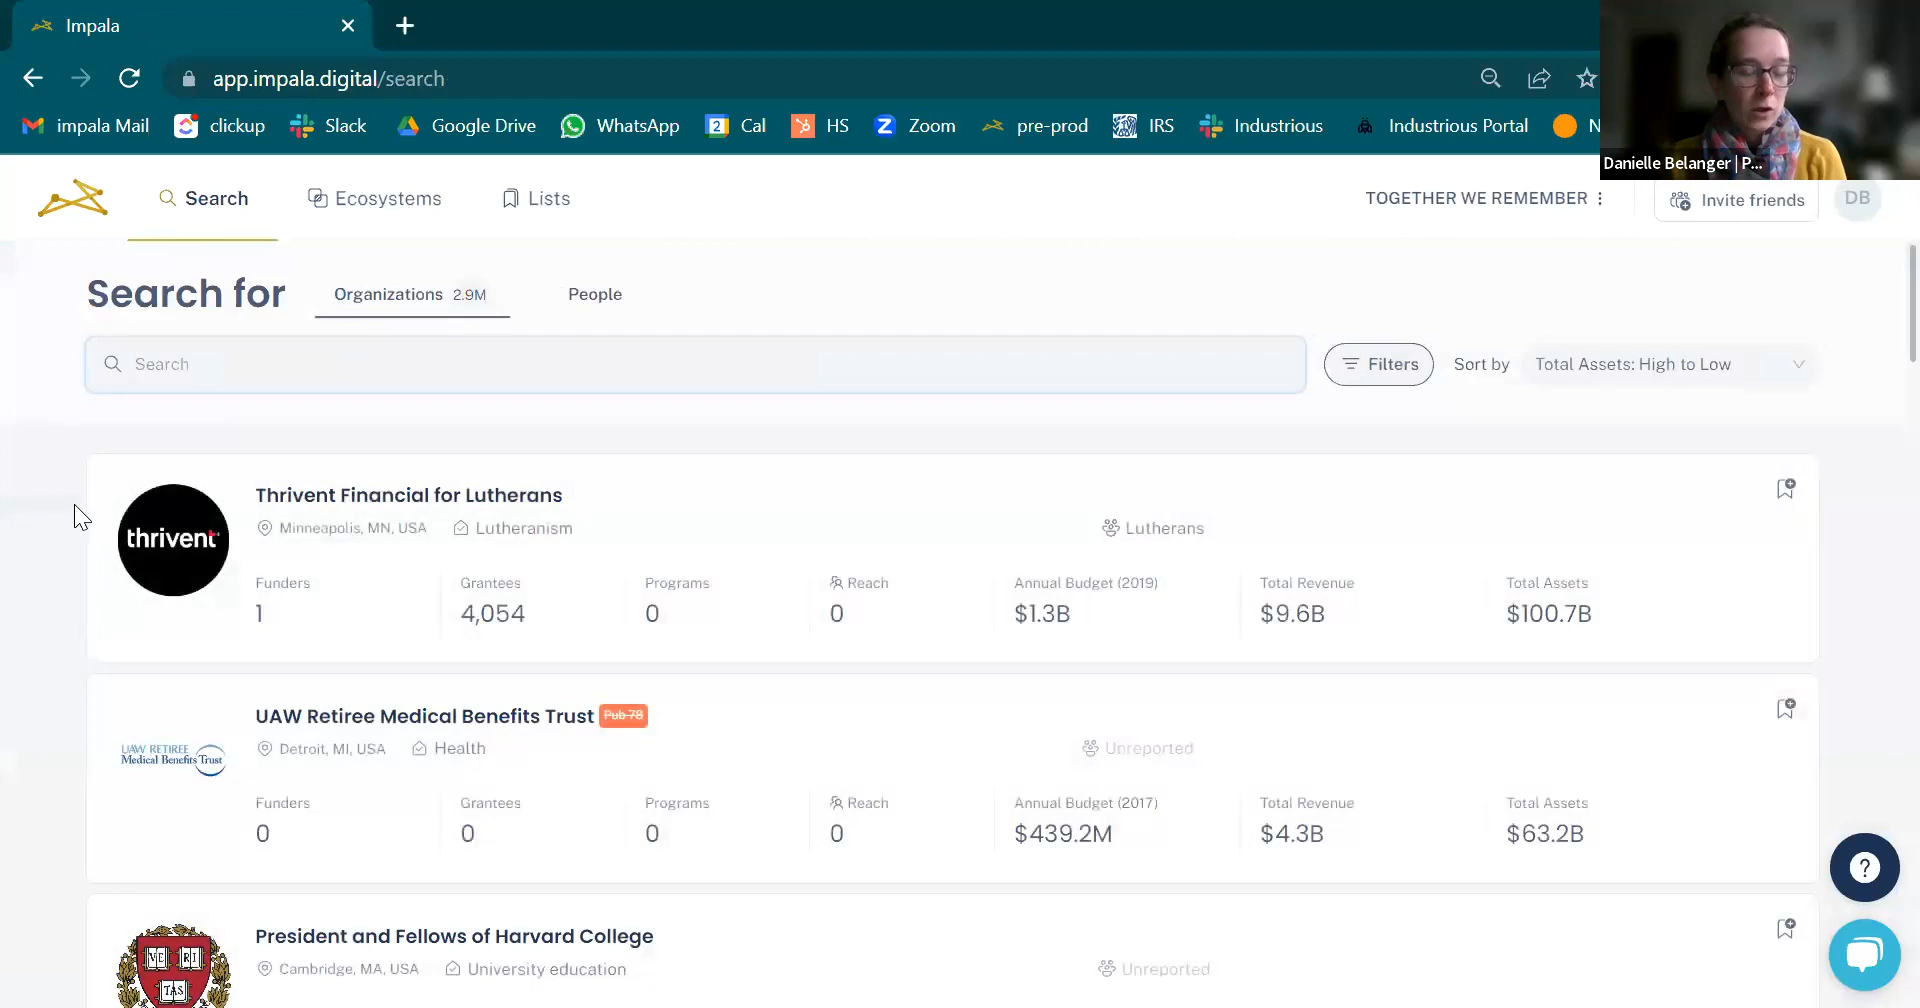 Impala
app.impala.digital/search
impala Mail clickup Slack Google Drive WhatsApp 2 Cal HS Z Zoom pre-prod IRS Industrious Industrious Portal N
Danielle Belanger | P...
Search Ecosystems Lists TOGETHER WE REMEMBER Invite friends DB
Search for Organizations 2.9M People
Search Filters Sort by Total Assets: High to Low
thrivent
Thrivent Financial for Lutherans
Minneapolis, MN, USA Lutheranism Lutherans
Funders Grantees Programs Reach Annual Budget (2019) Total Revenue Total Assets
1 4,054 0 0 $1.3B $9.6B $100.7B
UAW RETIREE
Medical Benefits Trust
UAW Retiree Medical Benefits Trust Pub 78
Detroit, MI, USA Health Unreported
Funders Grantees Programs Reach Annual Budget (2017) Total Revenue Total Assets
0 0 0 0 $439.2M $4.3B $63.2B
?
VE RI
TAS
President and Fellows of Harvard College
Cambridge, MA, USA University education Unreported